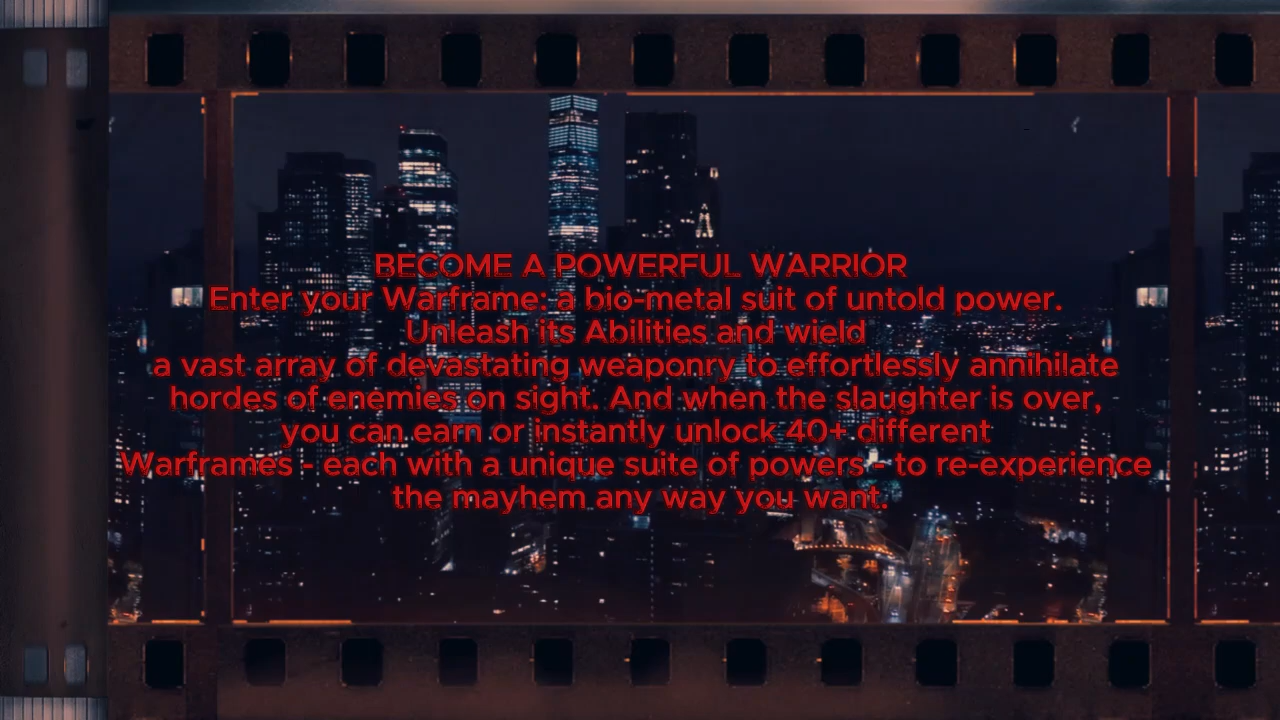 BECOME A POWERFUL WARRIOR
Enter your Warframe: a bio-metal suit of untold power.
Unleash its Abilities and wield
a vast array of devastating weaponry to effortlessly annihilate
hordes of enemies on sight. And when the slaughter is over,
you can earn or instantly unlock 40+ different
Warframes - each with a unique suite of powers - to re-experience
the mayhem any way you want.